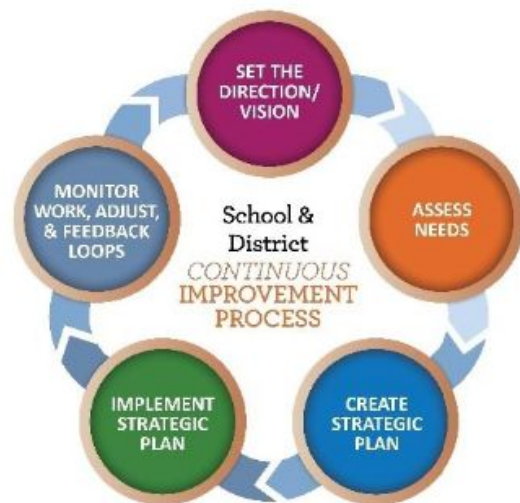 SET THE
DIRECTION/
VISION
ASSESS
NEEDS
CREATE
STRATEGIC
PLAN
IMPLEMENT
STRATEGIC
PLAN
MONITOR
WORK, ADJUST,
& FEEDBACK
LOOPS
School &
District
CONTINUOUS
IMPROVEMENT
PROCESS